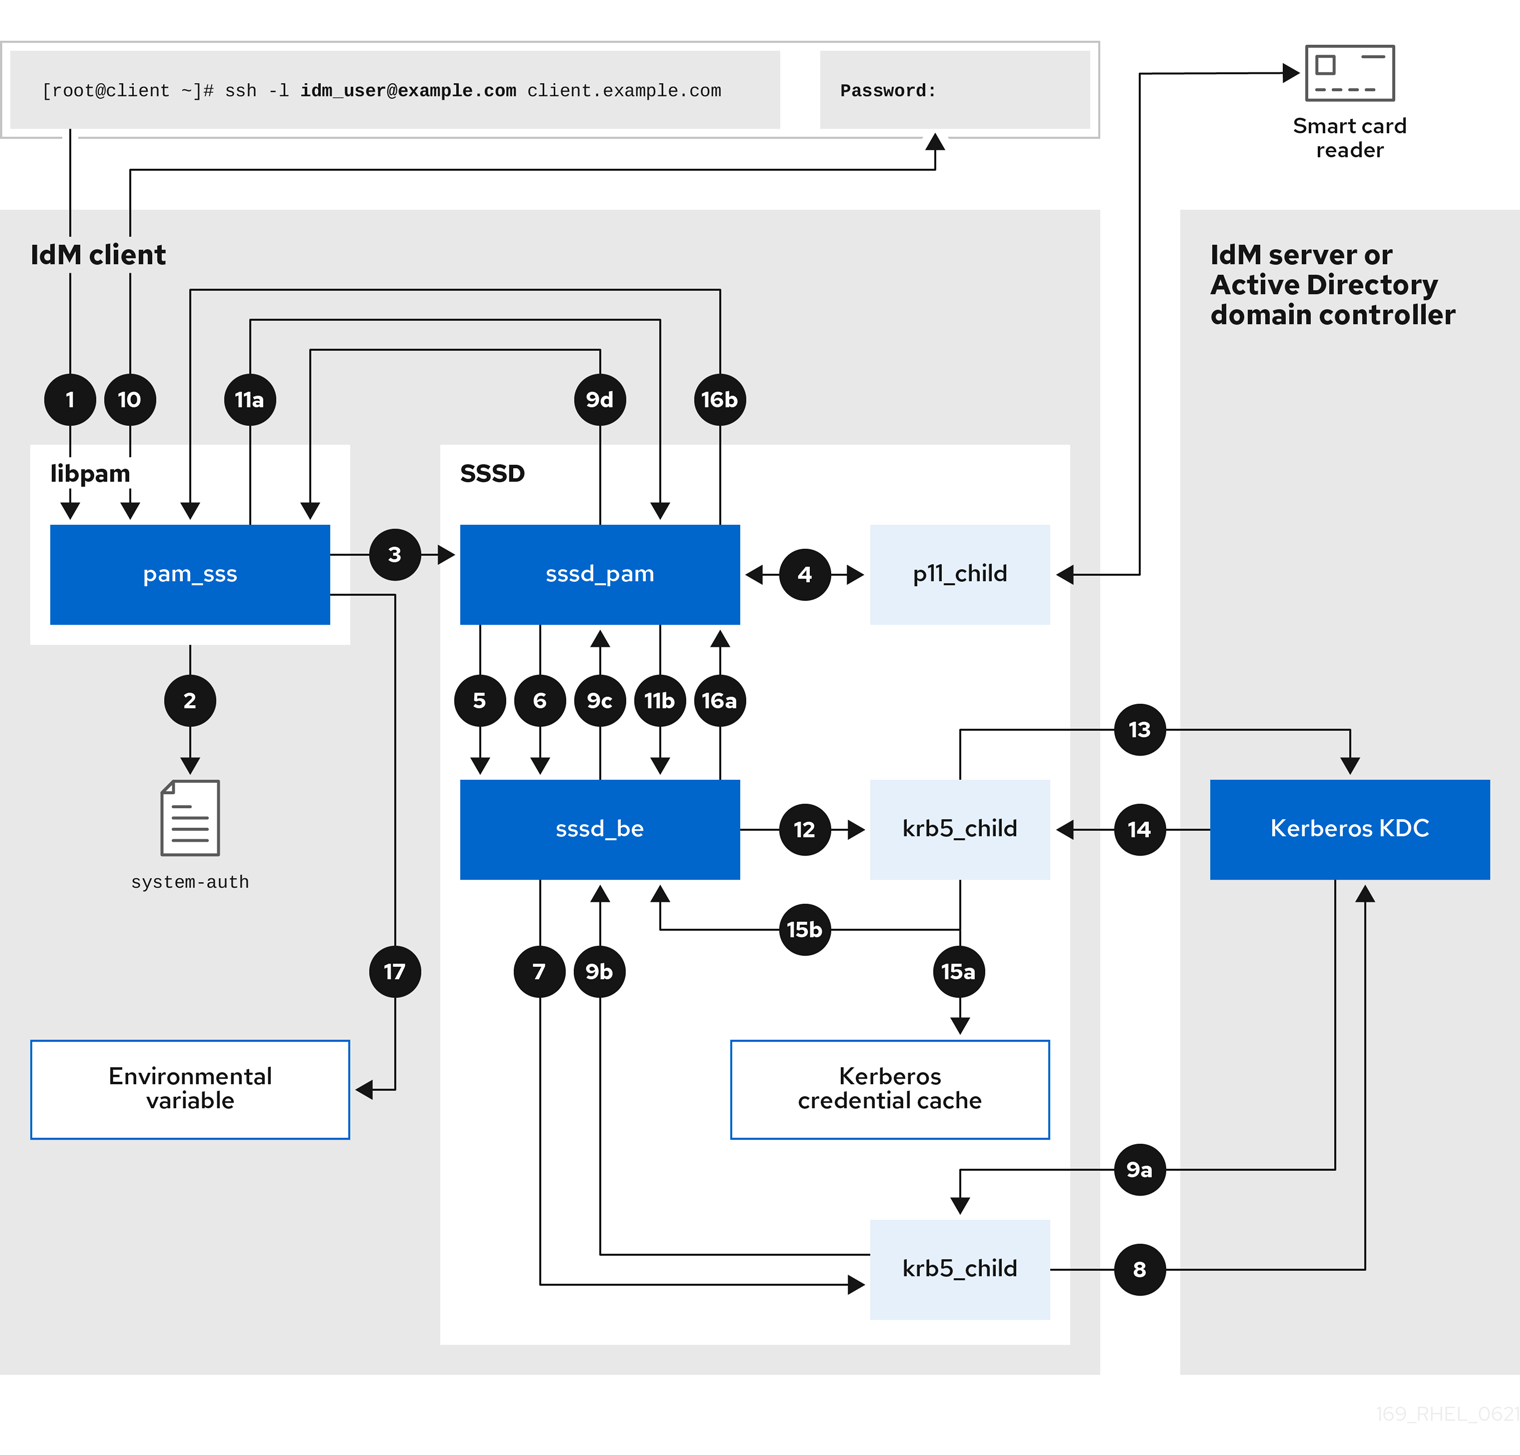 [root@client ~]# ssh -l idm_user@example.com client.example.com
Password:
Smart card
reader
IdM client
IdM server or
Active Directory
domain controller
1
10
11a
9d
16b
libpam
SSSD
pam_sss
3
sssd_pam
4
p11_child
2
5
6
9c
11b
16a
13
system-auth
sssd_be
12
krb5_child
14
Kerberos KDC
15b
17
7
9b
15a
Environmental
variable
Kerberos
credential cache
9a
krb5_child
8
169_RHEL_0621